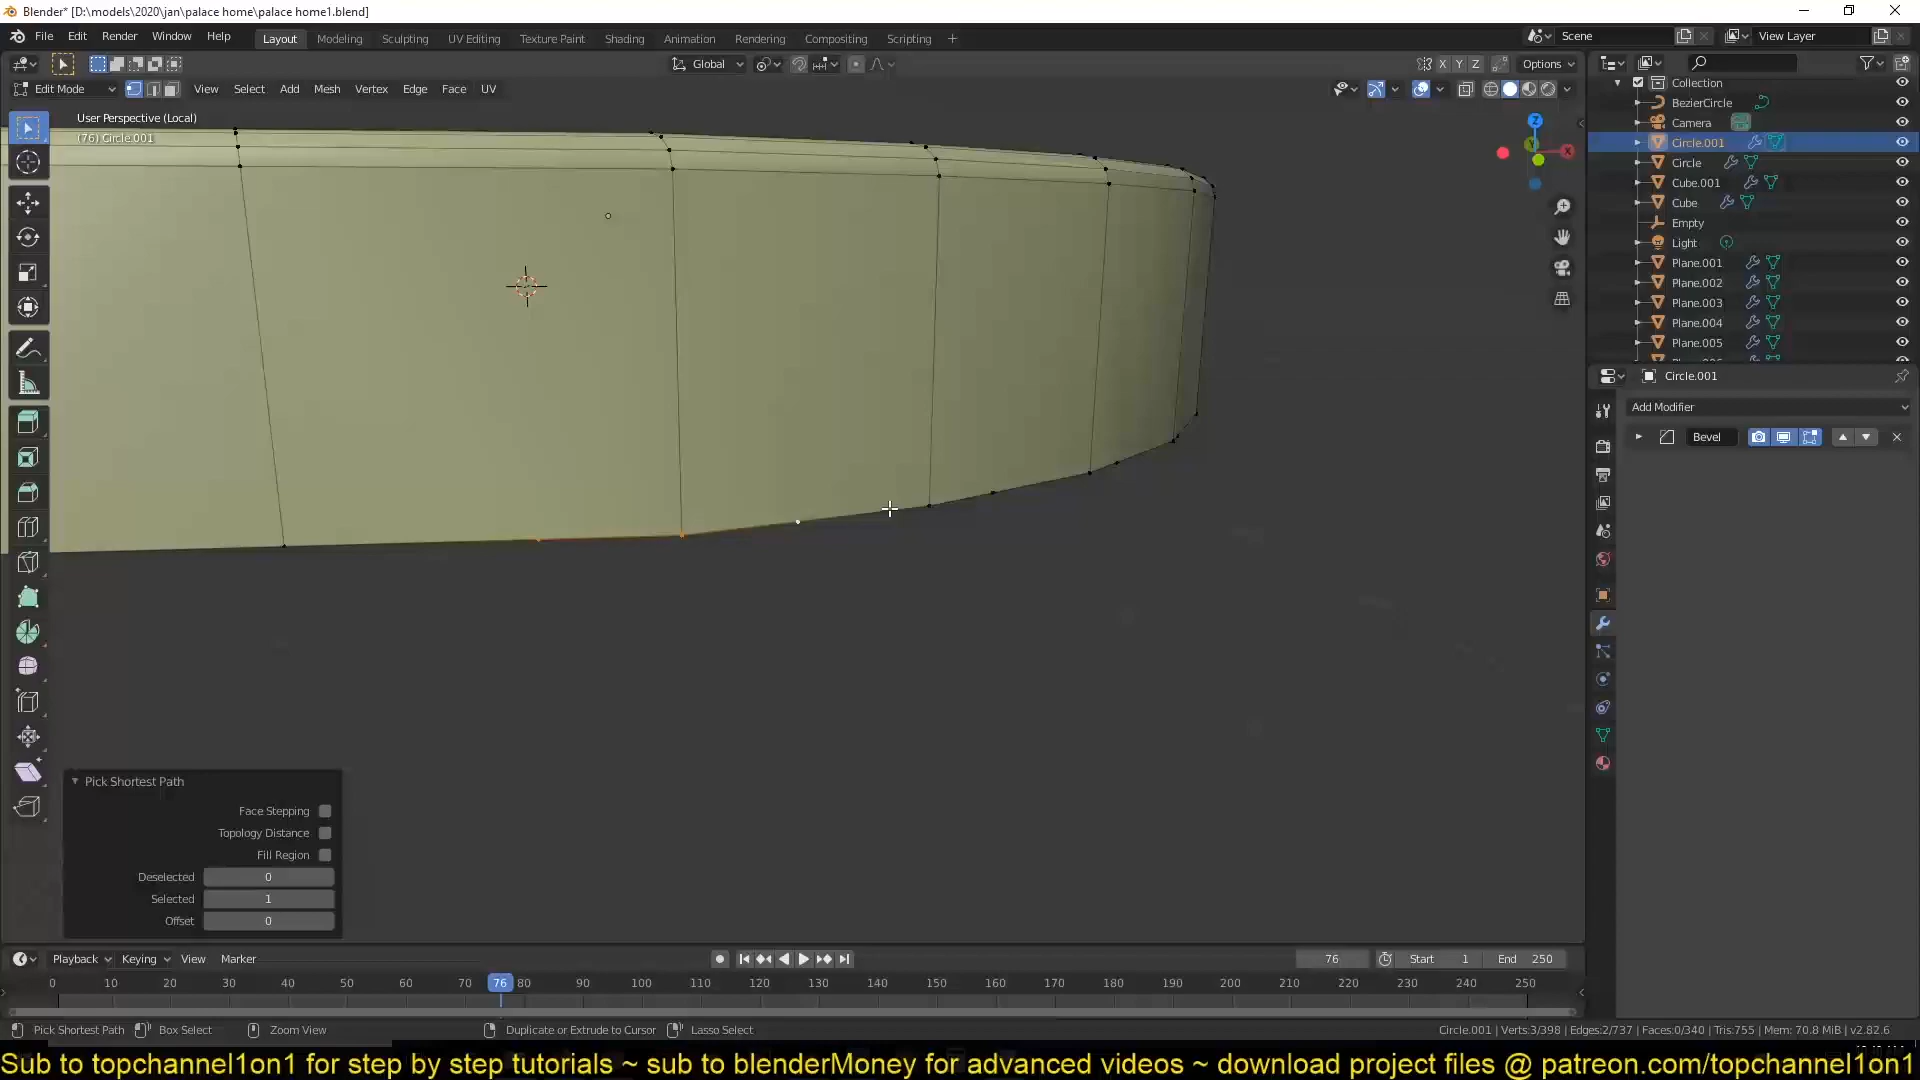 Blender* [D:\models\2020\jan\palace home\palace home1.blend]
File Edit Render Window Help Layout Modeling Sculpting UV Editing Texture Paint Shading Animation Rendering Compositing Scripting + Scene View Layer
Global X Y Z Options
Edit Mode View Select Add Mesh Vertex Edge Face UV
User Perspective (Local)
(76) Circle.001
Z
X
Collection
BezierCircle
Camera
Circle.001
Circle
Cube.001
Cube
Empty
Light
Plane.001
Plane.002
Plane.003
Plane.004
Plane.005
Circle.001
Add Modifier
Bevel
Pick Shortest Path
Face Stepping
Topology Distance
Fill Region
Deselected 0
Selected 1
Offset 0
Playback Keying View Marker 76 Start 1 End 250
0 10 20 30 40 50 60 70 76 80 90 100 110 120 130 140 150 160 170 180 190 200 210 220 230 240 250
Pick Shortest Path Box Select Zoom View Duplicate or Extrude to Cursor Lasso Select Circle.001 | Verts:3/398 | Edges:2/737 | Faces:0/340 | Tris:755 | Mem: 70.8 MiB | v2.82.6
Sub to topchannel1on1 for step by step tutorials ~ sub to blenderMoney for advanced videos ~ download project files @ patreon.com/topchannel1on1